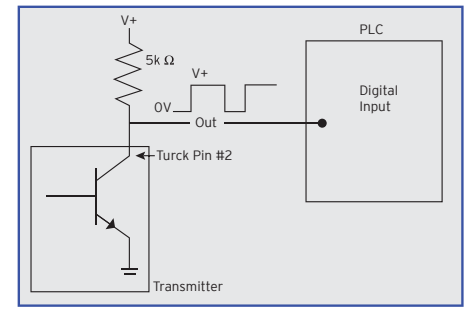 V+
PLC
5k Ω
V+
0V
Digital
Input
Out
Turck Pin #2
Transmitter